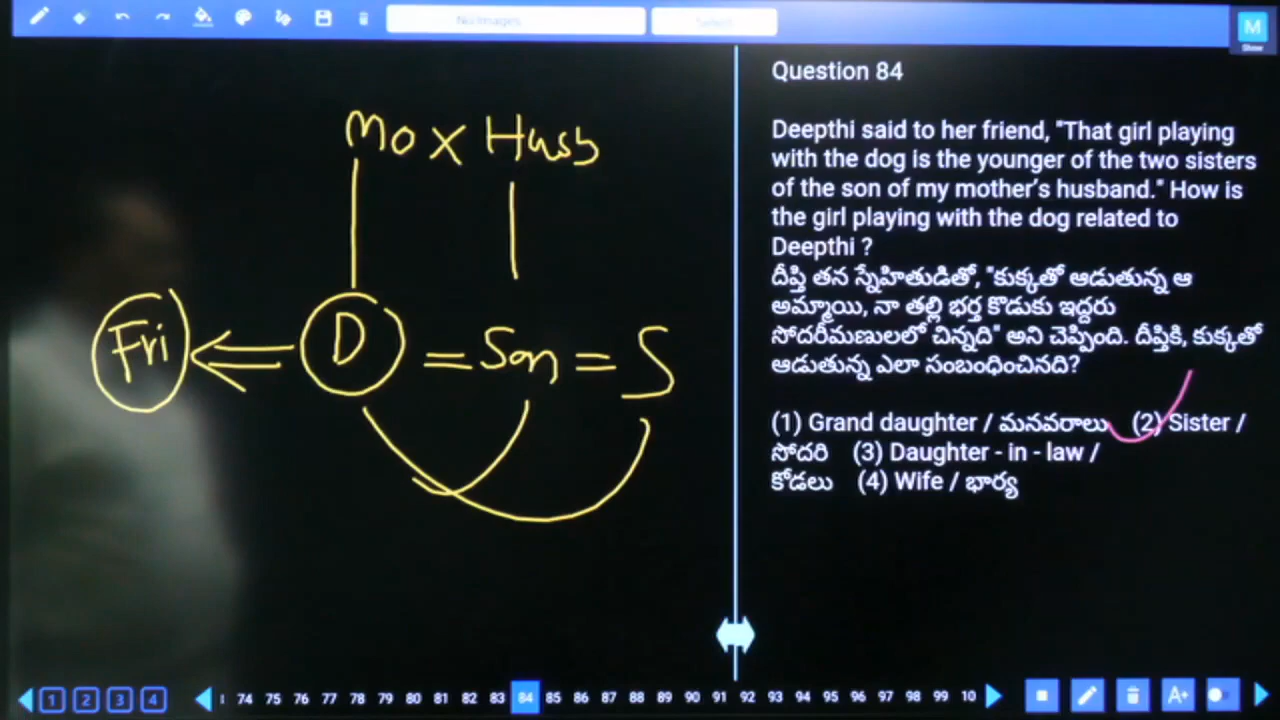 No Images
Select
M
Show
Mo X Husb
Fri
D
= Son = S
Question 84
Deepthi said to her friend, "That girl playing
with the dog is the younger of the two sisters
of the son of my mother's husband." How is
the girl playing with the dog related to
Deepthi ?
దీప్తి తన స్నేహితుడితో, "కుక్కతో ఆడుతున్న ఆ
అమ్మాయి, నా తల్లి భర్త కొడుకు ఇద్దరు
సోదరీమణులలో చిన్నది" అని చెప్పింది. దీప్తికి, కుక్కతో
ఆడుతున్న ఎలా సంబంధించినది?
(1) Grand daughter / మనవరాలు (2) Sister /
సోదరి (3) Daughter - in - law /
కోడలు (4) Wife / భార్య
1 2 3 4
74 75 76 77 78 79 80 81 82 83 84 85 86 87 88 89 90 91 92 93 94 95 96 97 98 99 10
A+